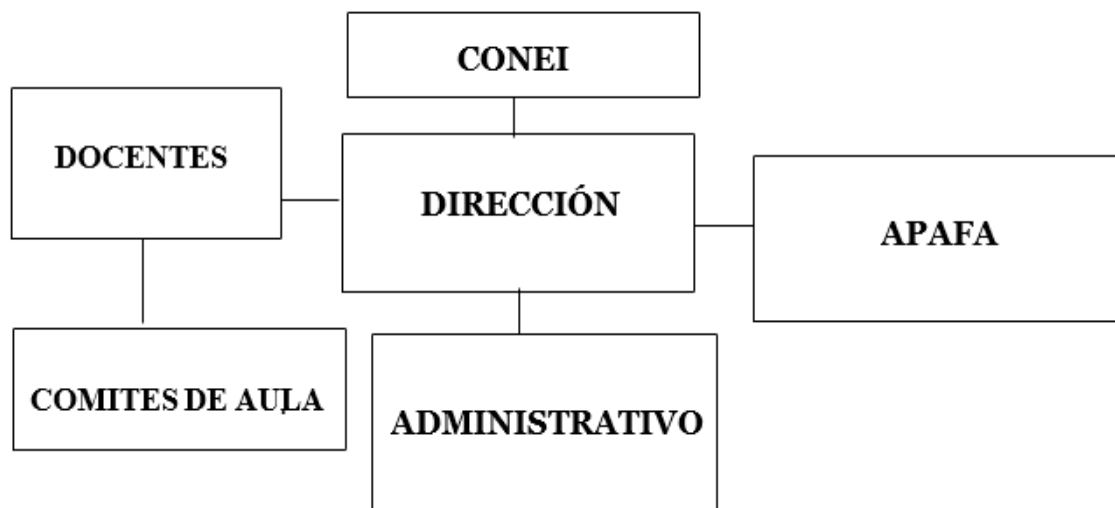 CONEI
DOCENTES
DIRECCIÓN
APAFA
COMITES DE AULA
ADMINISTRATIVO